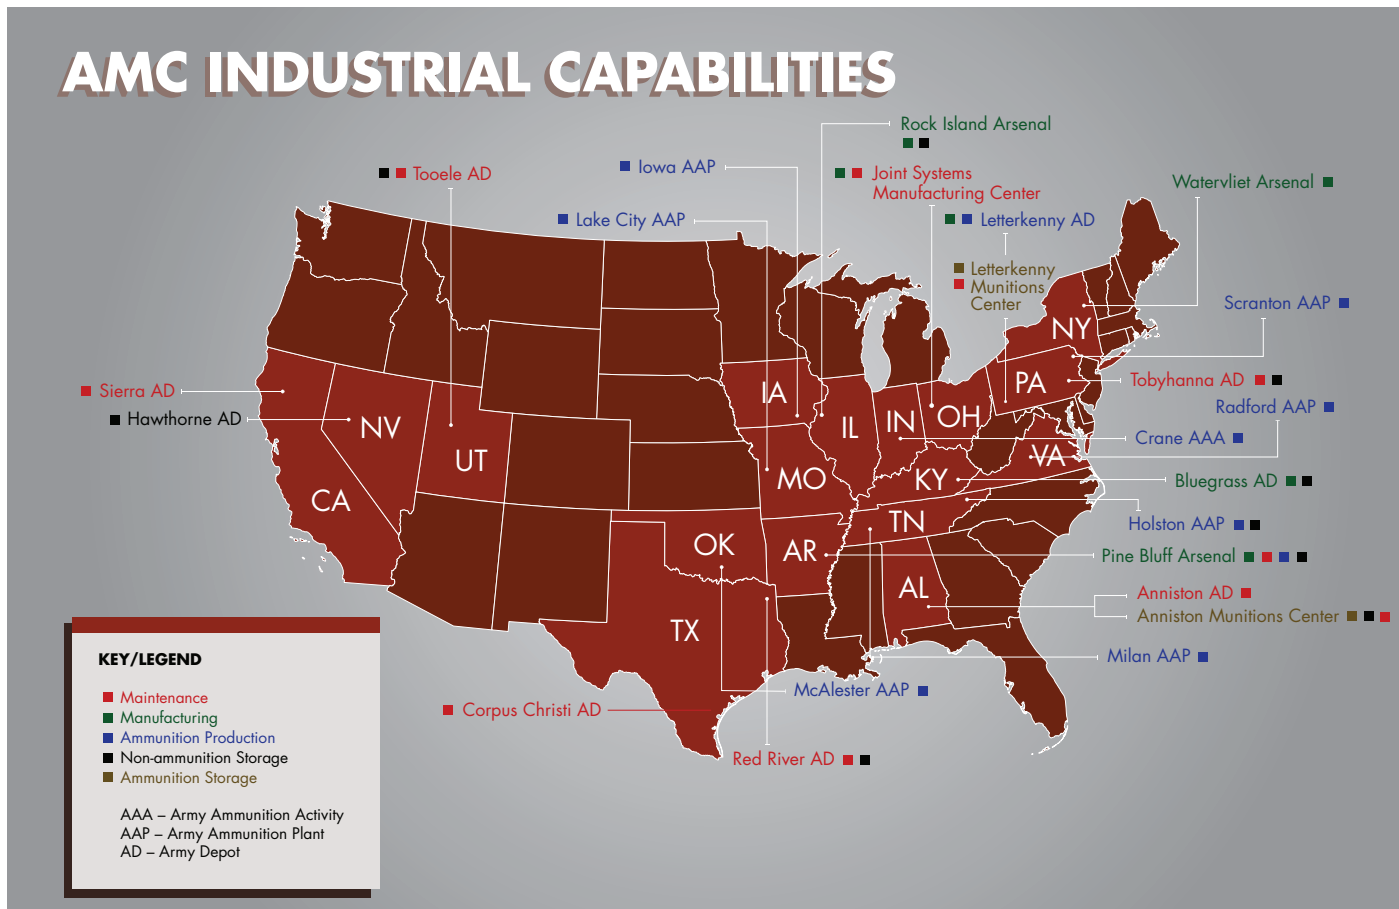 AMC INDUSTRIAL CAPABILITIES
Rock Island Arsenal
Tooele AD
Iowa AAP
Joint Systems
Manufacturing Center
Watervliet Arsenal
Lake City AAP
Letterkenny AD
Letterkenny
Munitions
Center
Scranton AAP
NY
Sierra AD
IA
PA
Tobyhanna AD
Hawthorne AD
Radford AAP
NV
IL
IN
OH
Crane AAA
UT
VA
CA
MO
KY
Bluegrass AD
TN
Holston AAP
OK
AR
Pine Bluff Arsenal
AL
Anniston AD
Anniston Munitions Center
TX
Milan AAP
McAlester AAP
Corpus Christi AD
Red River AD
KEY/LEGEND
Maintenance
Manufacturing
Ammunition Production
Non-ammunition Storage
Ammunition Storage
AAA – Army Ammunition Activity
AAP – Army Ammunition Plant
AD – Army Depot